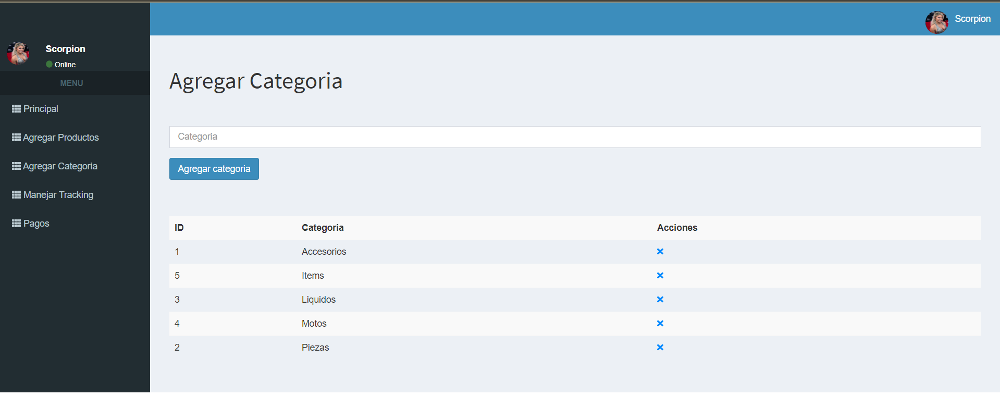 Scorpion
Scorpion
Online
MENU
Principal
Agregar Productos
Agregar Categoria
Manejar Tracking
Pagos
Agregar Categoria
Categoria
Agregar categoria
ID Categoria Acciones
1 Accesorios
5 Items
3 Liquidos
4 Motos
2 Piezas